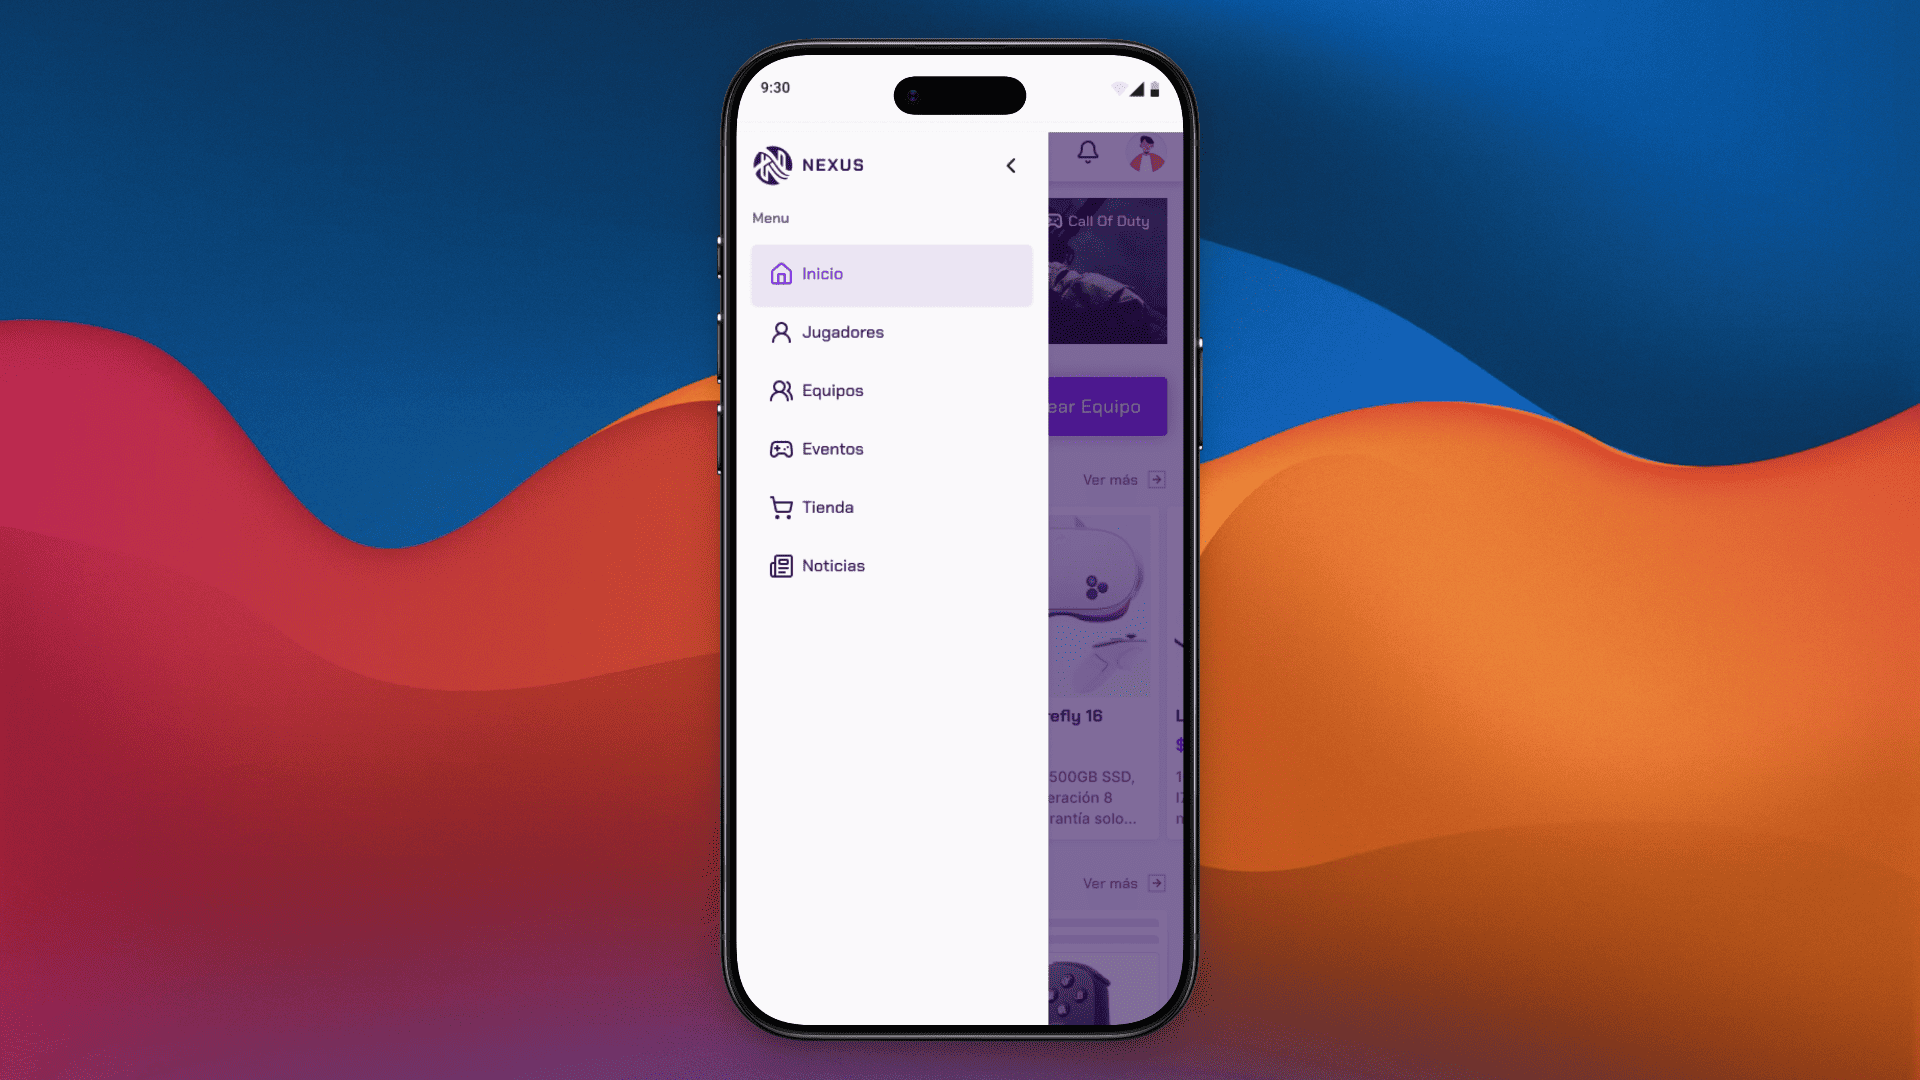 9:30
NEXUS
Menu
Inicio
Jugadores
Equipos
Eventos
Tienda
Noticias
Call Of Duty
ear Equipo
Ver más
efly 16
500GB SSD,
eración 8
rantía solo...
L
$
Ver más